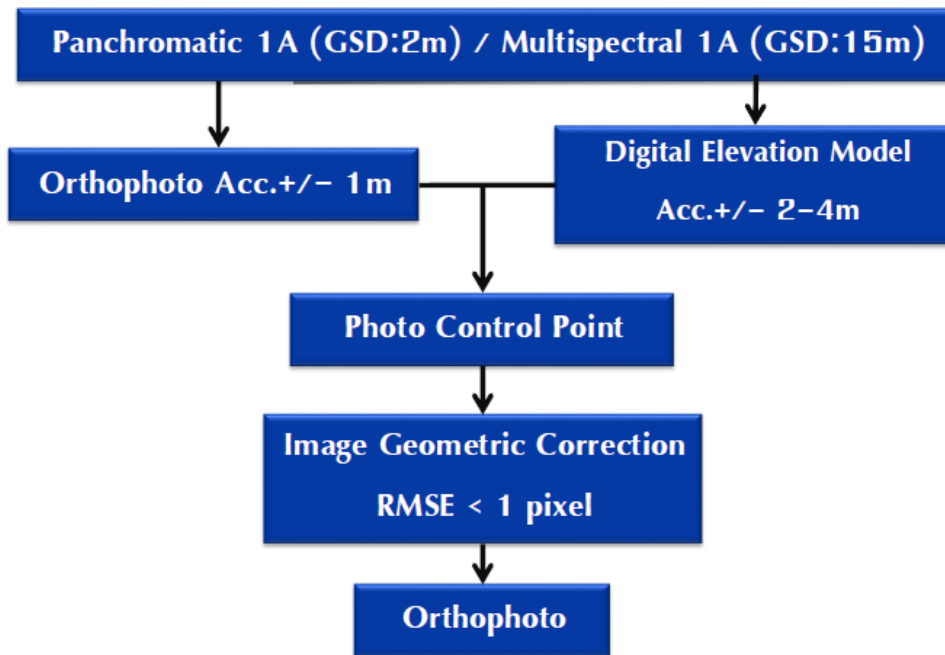 Panchromatic 1A (GSD:2m) / Multispectral 1A (GSD:15m)
Orthophoto Acc.+/- 1m
Digital Elevation Model
Acc.+/- 2-4m
Photo Control Point
Image Geometric Correction
RMSE < 1 pixel
Orthophoto